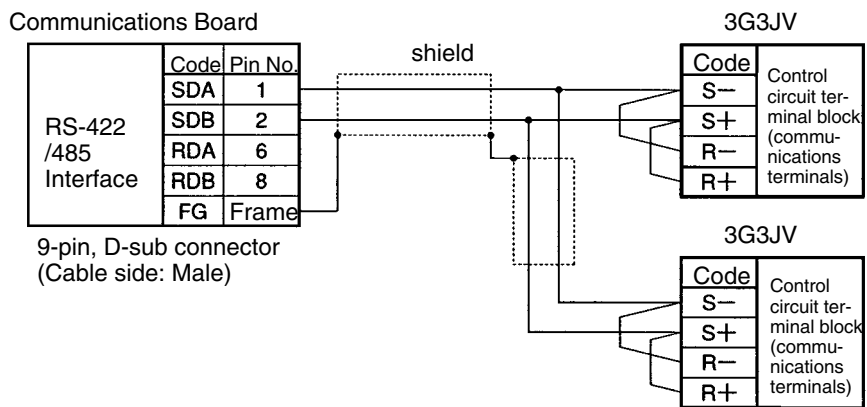 Communications Board
RS-422
/485
Interface
Code Pin No.
SDA 1
SDB 2
RDA 6
RDB 8
FG Frame
9-pin, D-sub connector
(Cable side: Male)
shield
3G3JV
Code
S−
S+
R−
R+
Control
circuit ter-
minal block
(commu-
nications
terminals)
3G3JV
Code
S−
S+
R−
R+
Control
circuit ter-
minal block
(commu-
nications
terminals)